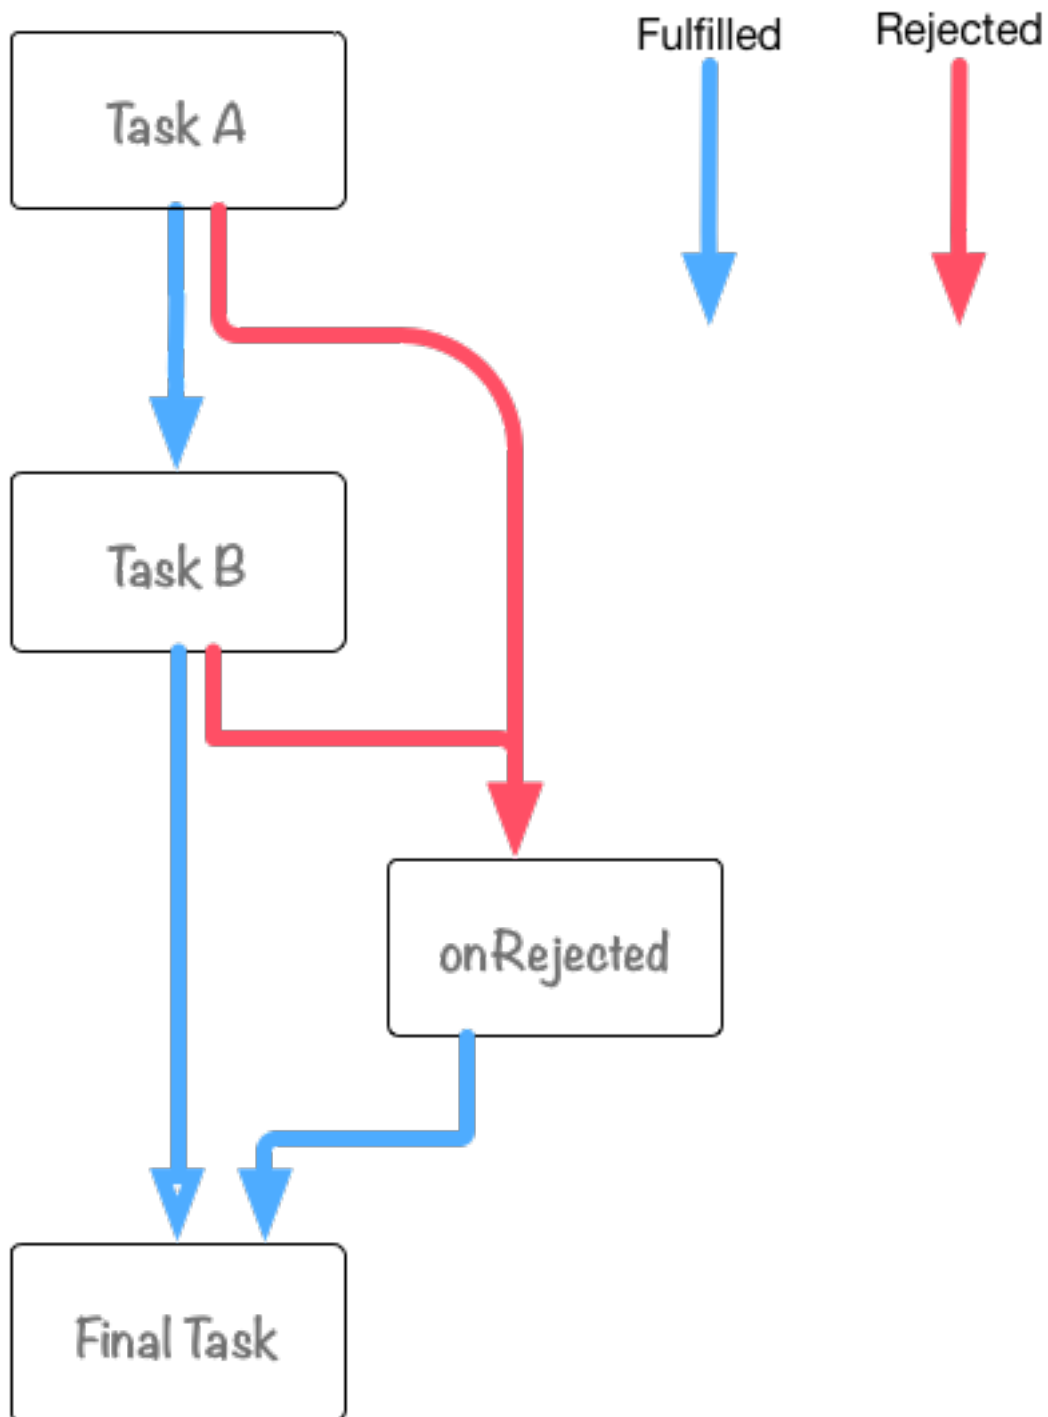 Fulfilled
Rejected
Task A
Task B
onRejected
Final Task